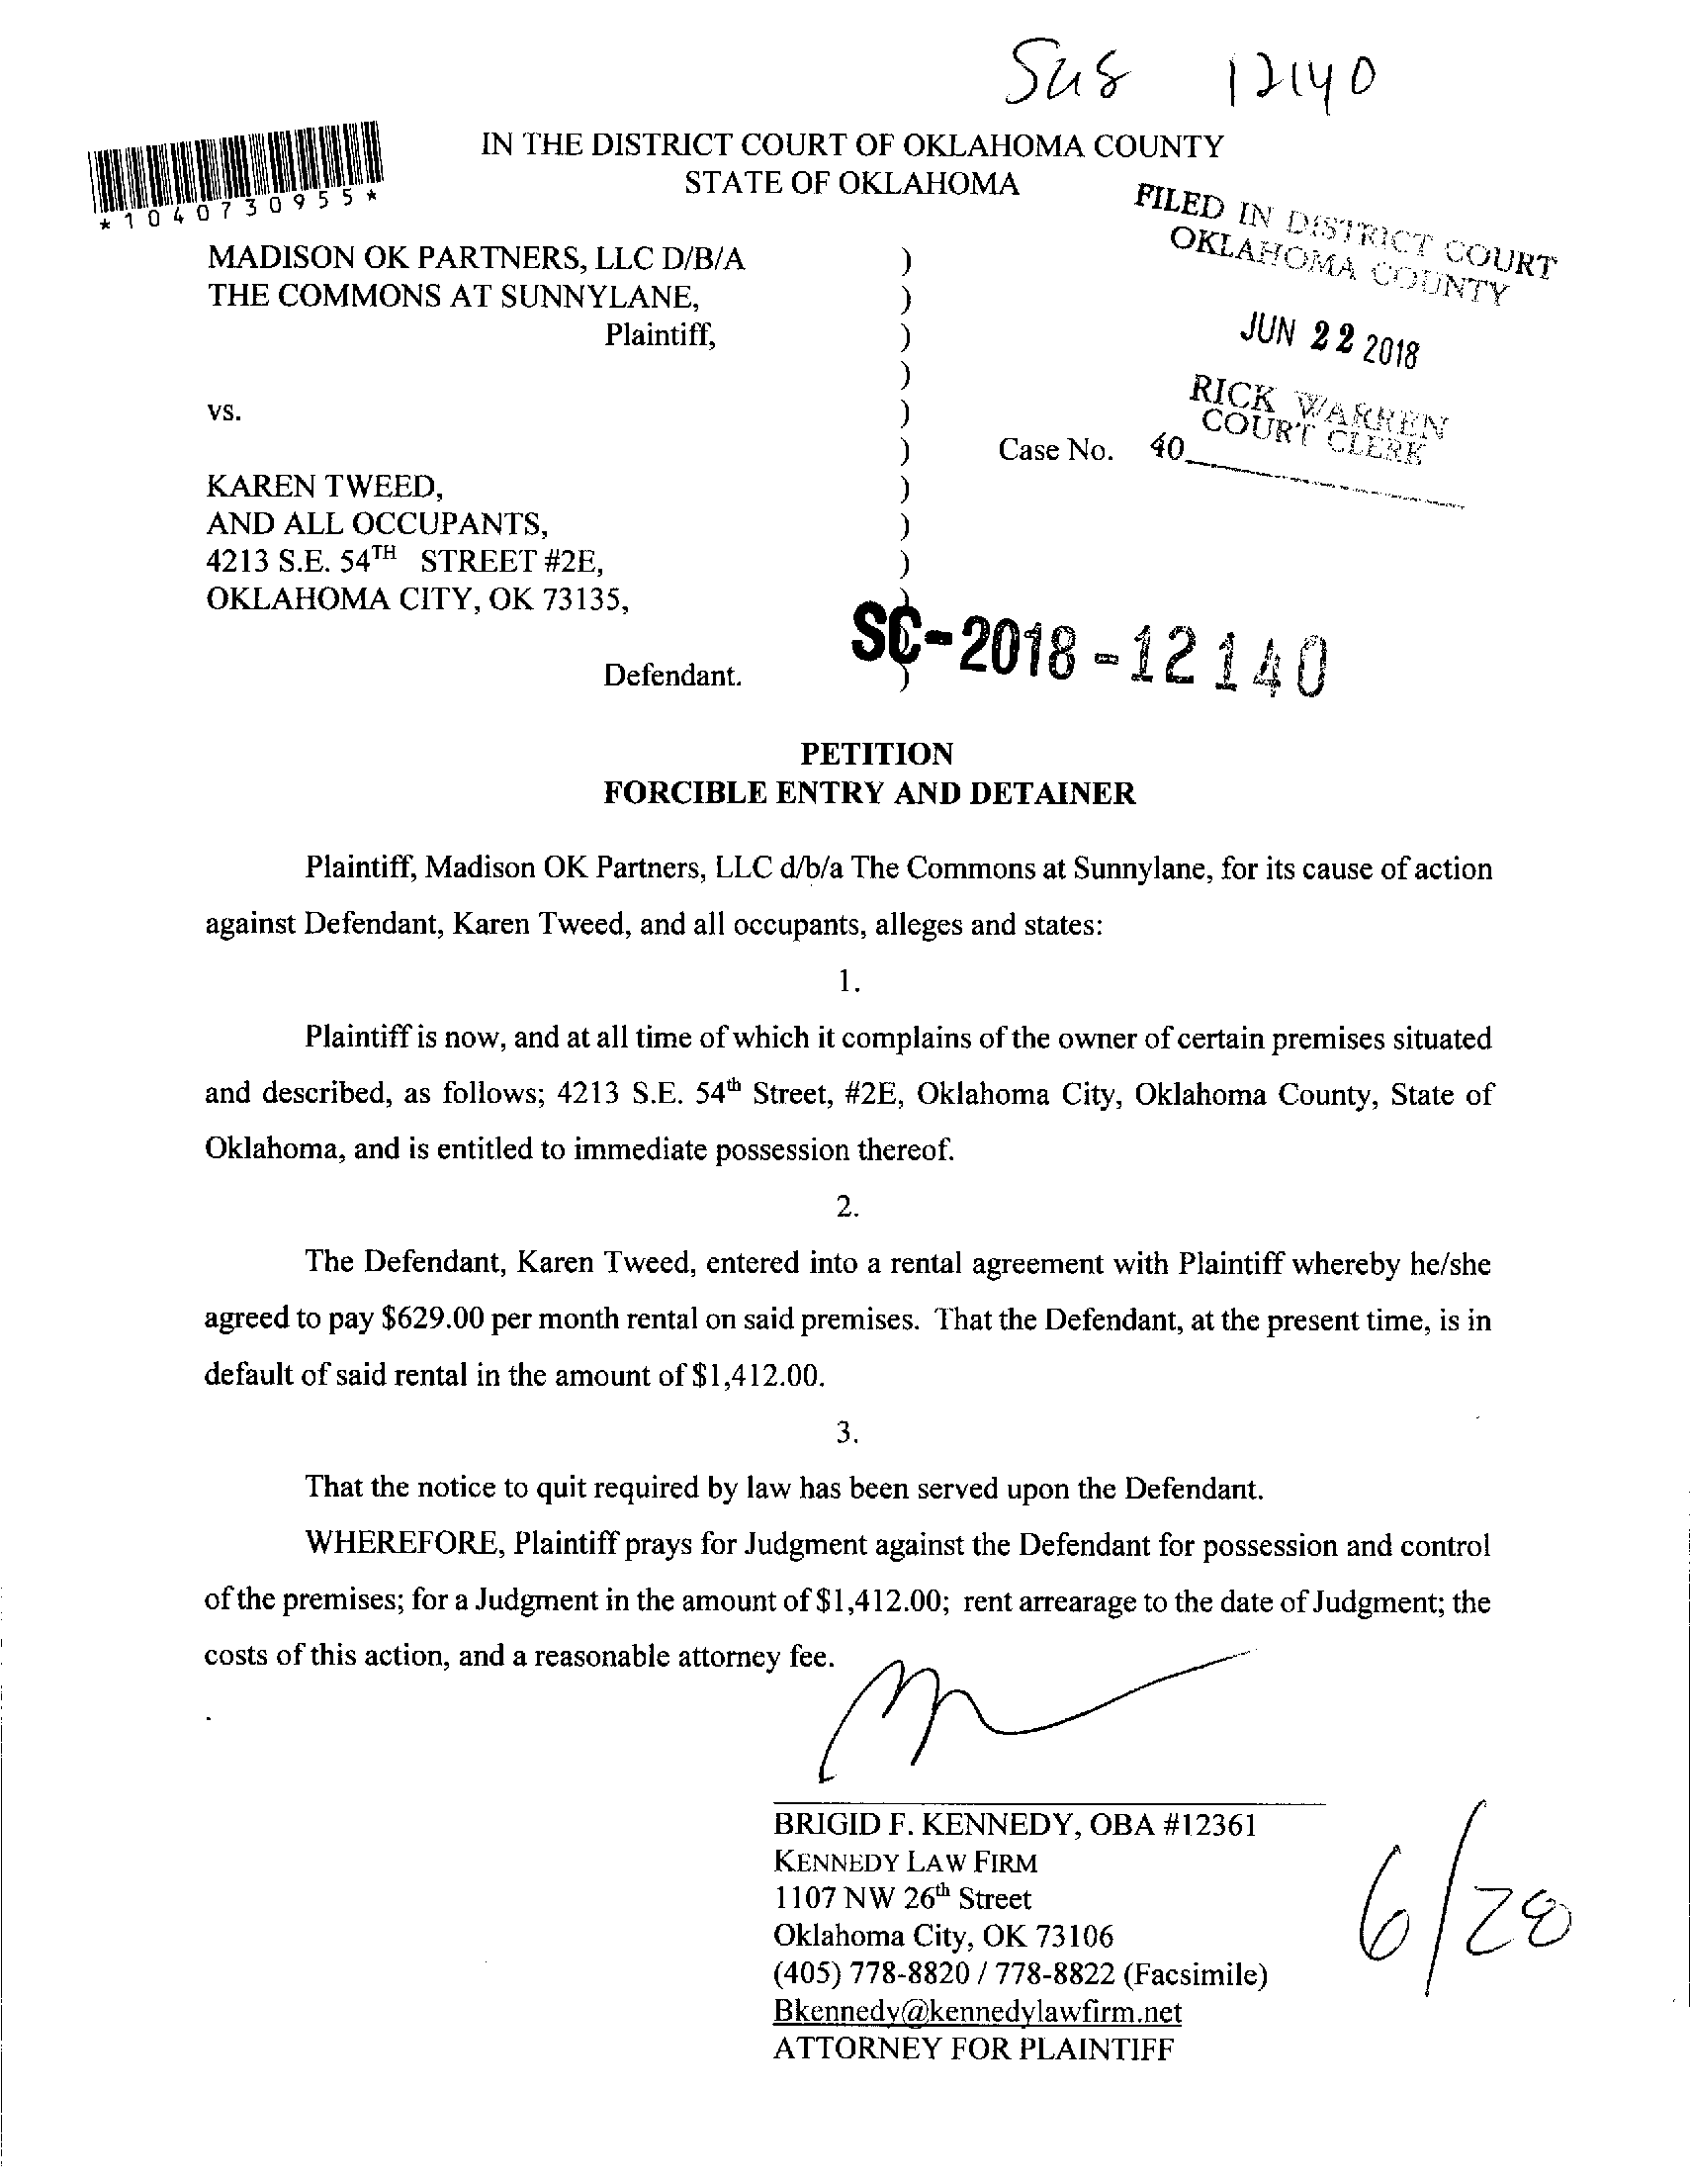 SuS 12140
*1040730955*
IN THE DISTRICT COURT OF OKLAHOMA COUNTY
STATE OF OKLAHOMA
FILED IN DISTRICT COURT
OKLAHOMA COUNTY
JUN 22 2018
RICK WARREN
COURT CLERK
40
MADISON OK PARTNERS, LLC D/B/A )
THE COMMONS AT SUNNYLANE, )
Plaintiff, )
)
vs. )
) Case No.
KAREN TWEED, )
AND ALL OCCUPANTS, )
4213 S.E. 54TH STREET #2E, )
OKLAHOMA CITY, OK 73135, )
SC-2018-12140
Defendant. )
PETITION
FORCIBLE ENTRY AND DETAINER
Plaintiff, Madison OK Partners, LLC d/b/a The Commons at Sunnylane, for its cause of action
against Defendant, Karen Tweed, and all occupants, alleges and states:
1.
Plaintiff is now, and at all time of which it complains of the owner of certain premises situated
and described, as follows; 4213 S.E. 54th Street, #2E, Oklahoma City, Oklahoma County, State of
Oklahoma, and is entitled to immediate possession thereof.
2.
The Defendant, Karen Tweed, entered into a rental agreement with Plaintiff whereby he/she
agreed to pay $629.00 per month rental on said premises. That the Defendant, at the present time, is in
default of said rental in the amount of $1,412.00.
3.
That the notice to quit required by law has been served upon the Defendant.
WHEREFORE, Plaintiff prays for Judgment against the Defendant for possession and control
of the premises; for a Judgment in the amount of $1,412.00; rent arrearage to the date of Judgment; the
costs of this action, and a reasonable attorney fee.
BRIGID F. KENNEDY, OBA #12361
KENNEDY LAW FIRM
1107 NW 26th Street
Oklahoma City, OK 73106
(405) 778-8820 / 778-8822 (Facsimile)
Bkennedy@kennedylawfirm.net
ATTORNEY FOR PLAINTIFF
6/28